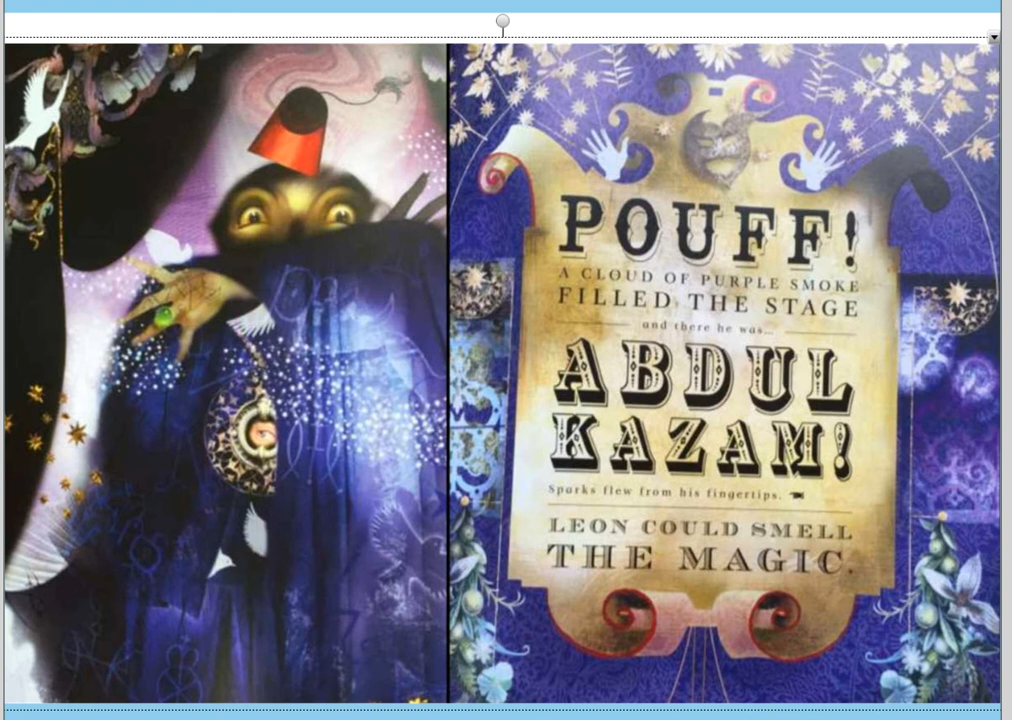 POUFF!
A CLOUD OF PURPLE SMOKE
FILLED THE STAGE
and there he was...
ABDUL
KAZAM!
Sparks flew from his fingertips.
LEON COULD SMELL
THE MAGIC.